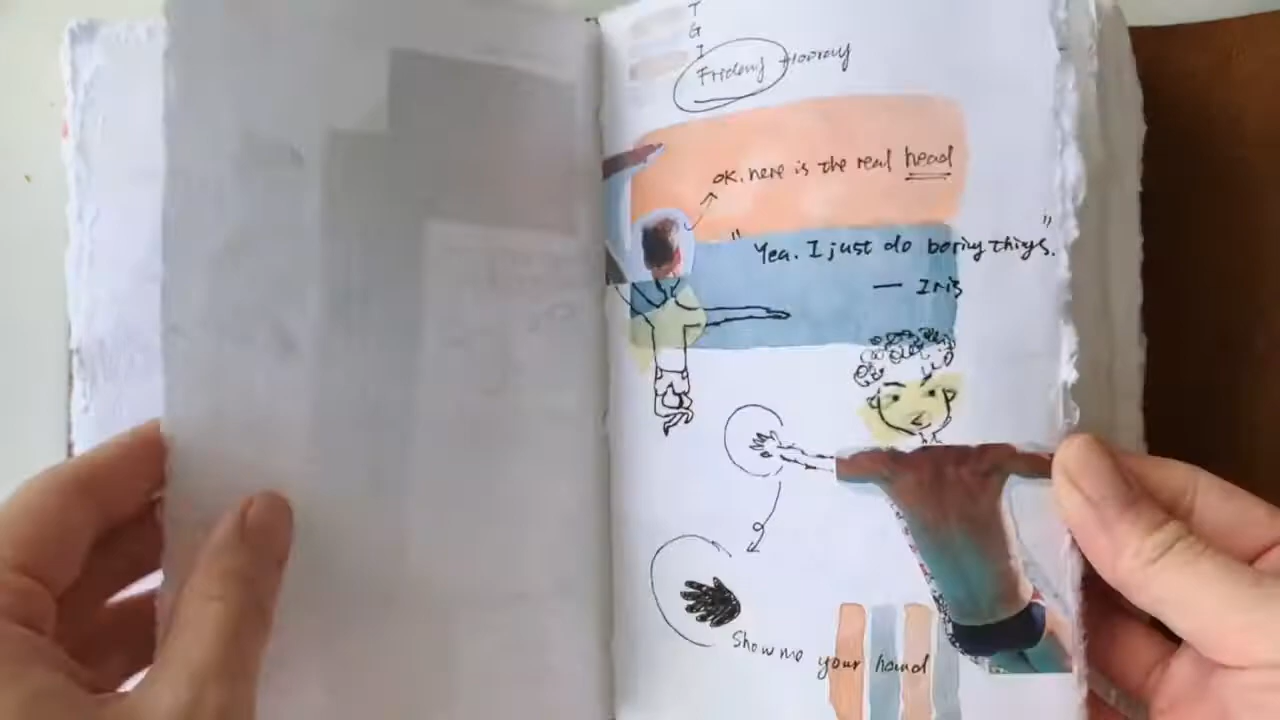 T
G
I
Friday Hooray
OK. here is the real head
"Yea. I just do boring things."
— Iris
Show me your hand